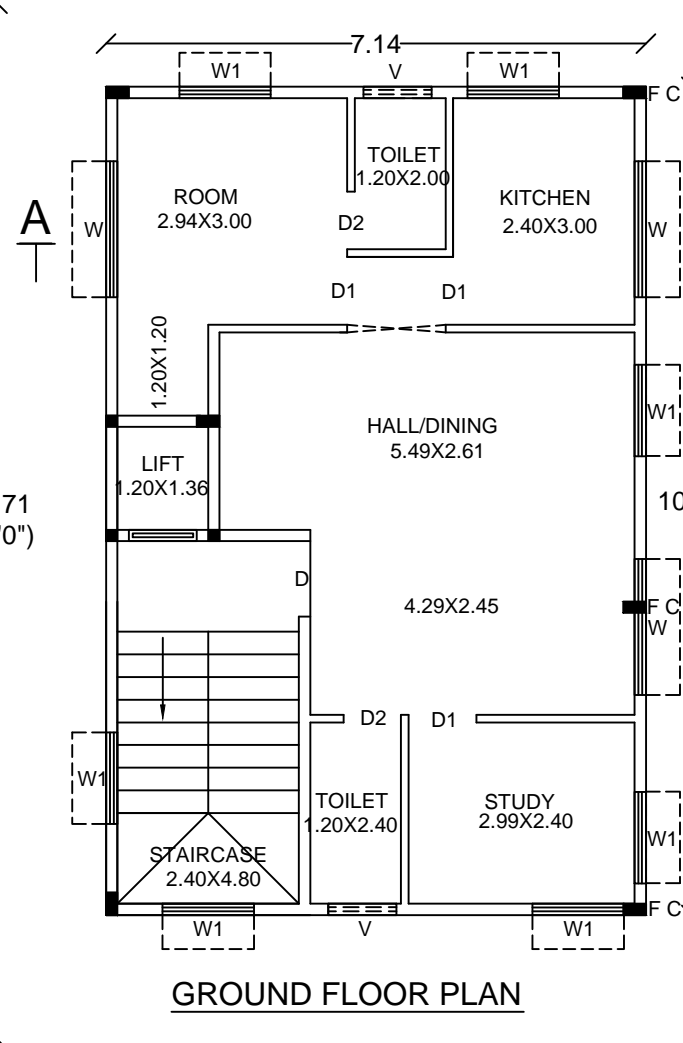 7.14
W1
V
W1
F C
TOILET
1.20X2.00
ROOM
2.94X3.00
KITCHEN
2.40X3.00
A
W
D2
W
D1
D1
1.20X1.20
HALL/DINING
5.49X2.61
W1
LIFT
1.20X1.36
71
0")
10
D
4.29X2.45
F C
W
D2
D1
W1
TOILET
1.20X2.40
STUDY
2.99X2.40
W1
STAIRCASE
2.40X4.80
F C
W1
V
W1
GROUND FLOOR PLAN